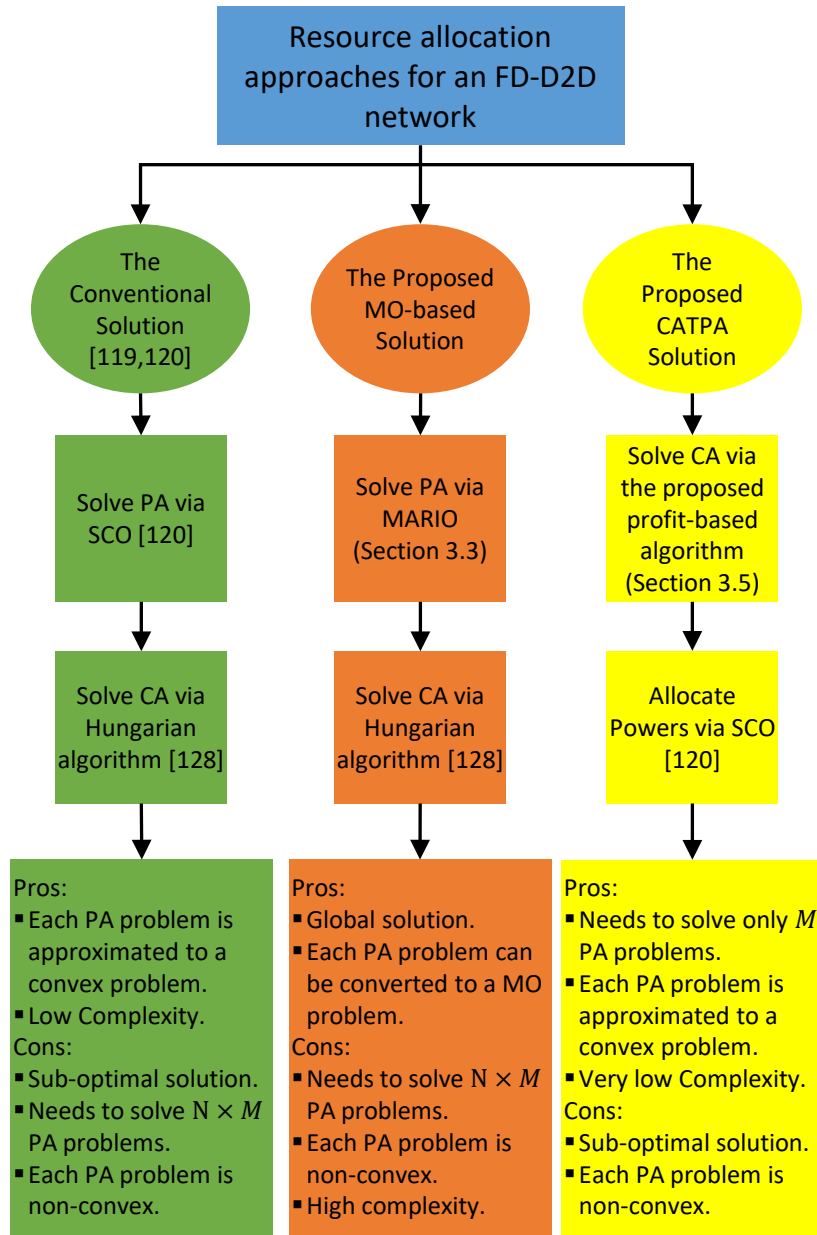 Resource allocation
approaches for an FD-D2D
network
The
Conventional
Solution
[119,120]
The Proposed
MO-based
Solution
The
Proposed
CATPA
Solution
Solve PA via
SCO [120]
Solve PA via
MARIO
(Section 3.3)
Solve CA via
the proposed
profit-based
algorithm
(Section 3.5)
Solve CA via
Hungarian
algorithm [128]
Solve CA via
Hungarian
algorithm [128]
Allocate
Powers via SCO
[120]
Pros:
▪ Each PA problem is
approximated to a
convex problem.
▪ Low Complexity.
Cons:
▪ Sub-optimal solution.
▪ Needs to solve N × M
PA problems.
▪ Each PA problem is
non-convex.
Pros:
▪ Global solution.
▪ Each PA problem can
be converted to a MO
problem.
Cons:
▪ Needs to solve N × M
PA problems.
▪ Each PA problem is
non-convex.
▪ High complexity.
Pros:
▪ Needs to solve only M
PA problems.
▪ Each PA problem is
approximated to a
convex problem.
▪ Very low Complexity.
Cons:
▪ Sub-optimal solution.
▪ Each PA problem is
non-convex.